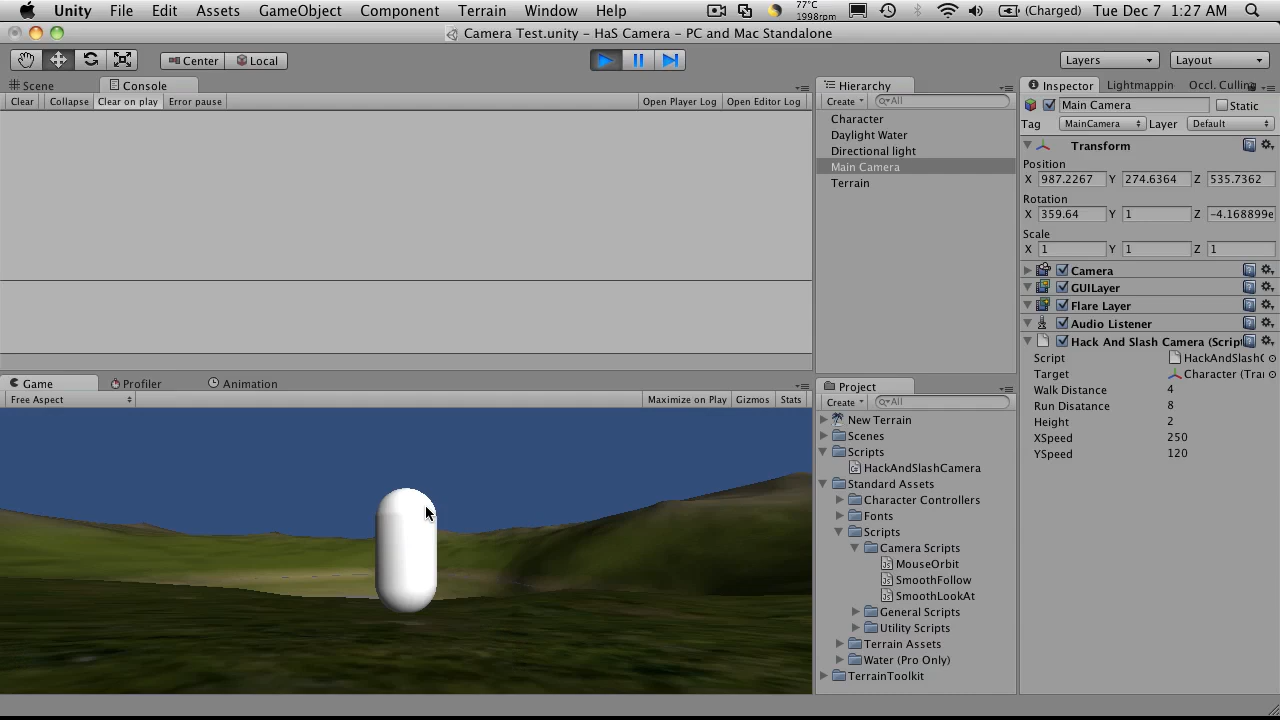 Unity File Edit Assets GameObject Component Terrain Window Help 77°C 1998rpm (Charged) Tue Dec 7 1:27 AM
Camera Test.unity – HaS Camera – PC and Mac Standalone
Center Local Layers Layout
Scene Console
Clear Collapse Clear on play Error pause Open Player Log Open Editor Log
Hierarchy
Create All
Character
Daylight Water
Directional light
Main Camera
Terrain
Inspector Lightmappin Occl. Culling
Main Camera Static
Tag MainCamera Layer Default
Transform
Position
X 987.2267 Y 274.6364 Z 535.7362
Rotation
X 359.64 Y 1 Z -4.168899e
Scale
X 1 Y 1 Z 1
Camera
GUILayer
Flare Layer
Audio Listener
Hack And Slash Camera (Script
Script HackAndSlashC
Target Character (Tra
Walk Distance 4
Run Disatance 8
Height 2
XSpeed 250
YSpeed 120
Game Profiler Animation
Free Aspect Maximize on Play Gizmos Stats
Project
Create All
New Terrain
Scenes
Scripts
HackAndSlashCamera
Standard Assets
Character Controllers
Fonts
Scripts
Camera Scripts
MouseOrbit
SmoothFollow
SmoothLookAt
General Scripts
Utility Scripts
Terrain Assets
Water (Pro Only)
TerrainToolkit